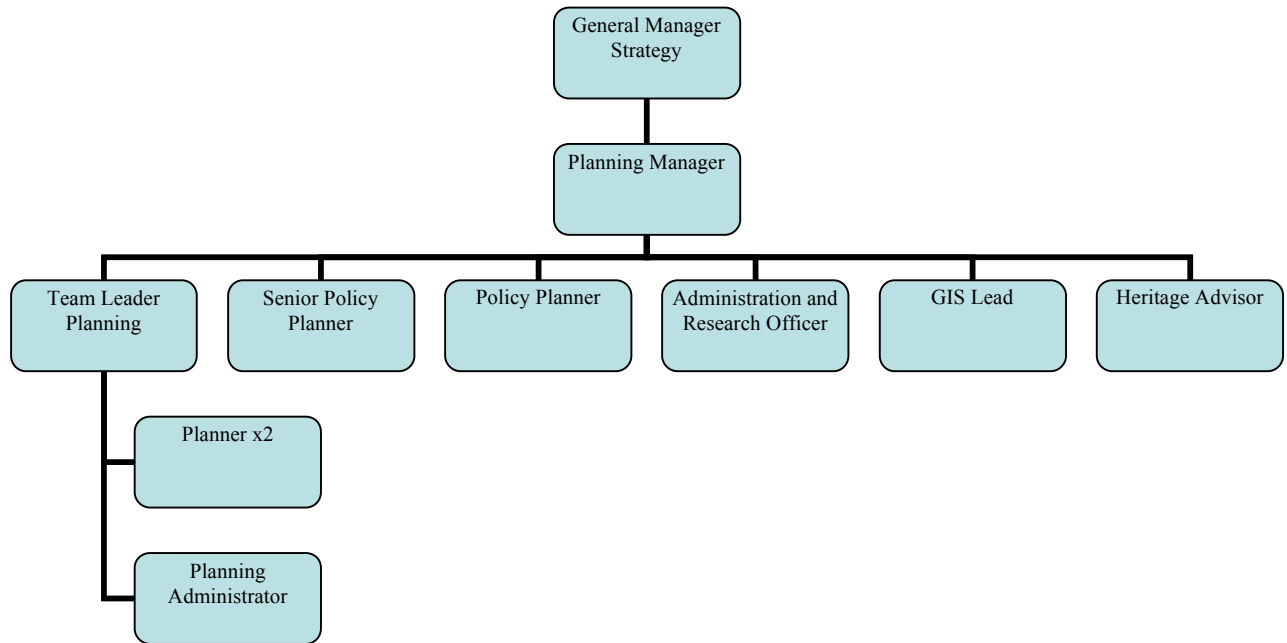 General Manager
Strategy
Planning Manager
Team Leader
Planning
Senior Policy
Planner
Policy Planner
Administration and
Research Officer
GIS Lead
Heritage Advisor
Planner x2
Planning
Administrator